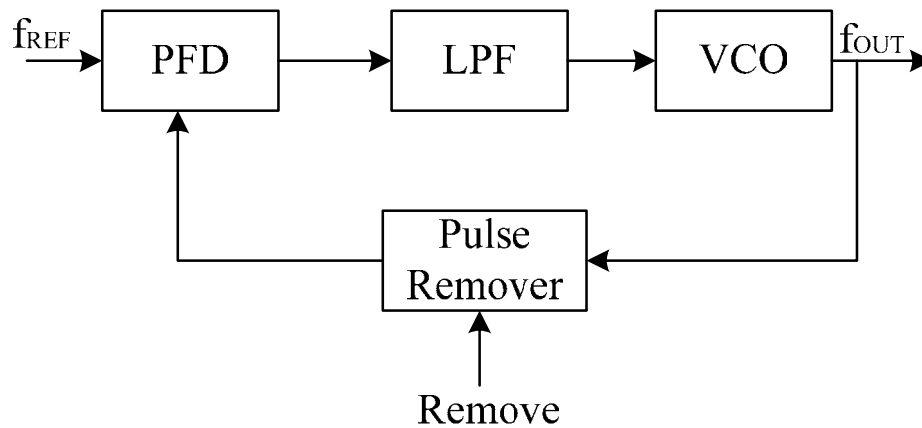 fREF
PFD
LPF
VCO
fOUT
Pulse
Remover
Remove